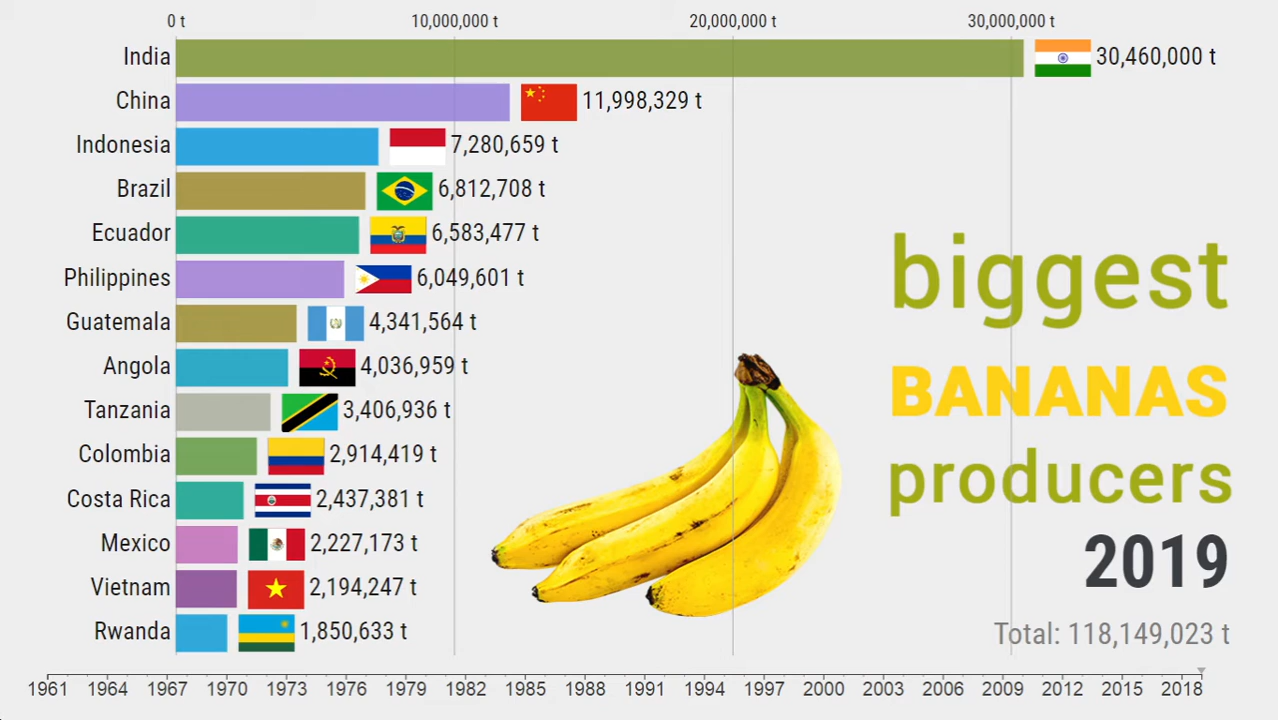 0 t 10,000,000 t 20,000,000 t 30,000,000 t
India 30,460,000 t
China 11,998,329 t
Indonesia 7,280,659 t
Brazil 6,812,708 t
Ecuador 6,583,477 t
Philippines 6,049,601 t
Guatemala 4,341,564 t
Angola 4,036,959 t
Tanzania 3,406,936 t
Colombia 2,914,419 t
Costa Rica 2,437,381 t
Mexico 2,227,173 t
Vietnam 2,194,247 t
Rwanda 1,850,633 t
biggest
BANANAS
producers
2019
Total: 118,149,023 t
1961 1964 1967 1970 1973 1976 1979 1982 1985 1988 1991 1994 1997 2000 2003 2006 2009 2012 2015 2018